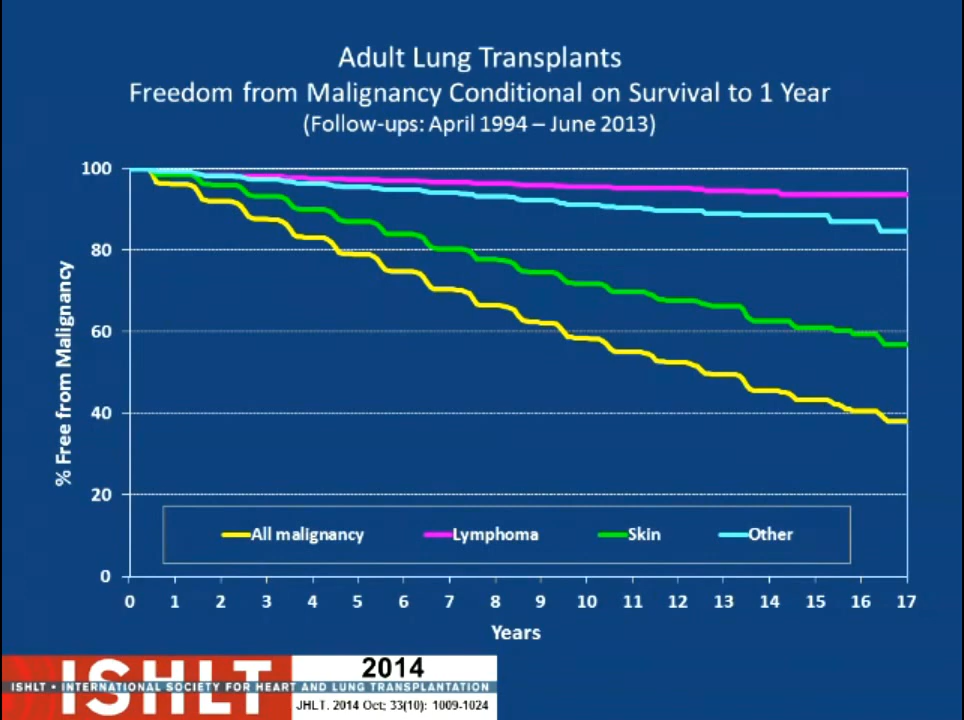 Adult Lung Transplants
Freedom from Malignancy Conditional on Survival to 1 Year
(Follow-ups: April 1994 – June 2013)
% Free from Malignancy
100
80
60
40
20
0
All malignancy Lymphoma Skin Other
0 1 2 3 4 5 6 7 8 9 10 11 12 13 14 15 16 17
Years
ISHLT
2014
ISHLT • INTERNATIONAL SOCIETY FOR HEART AND LUNG TRANSPLANTATION
JHLT. 2014 Oct; 33(10): 1009-1024